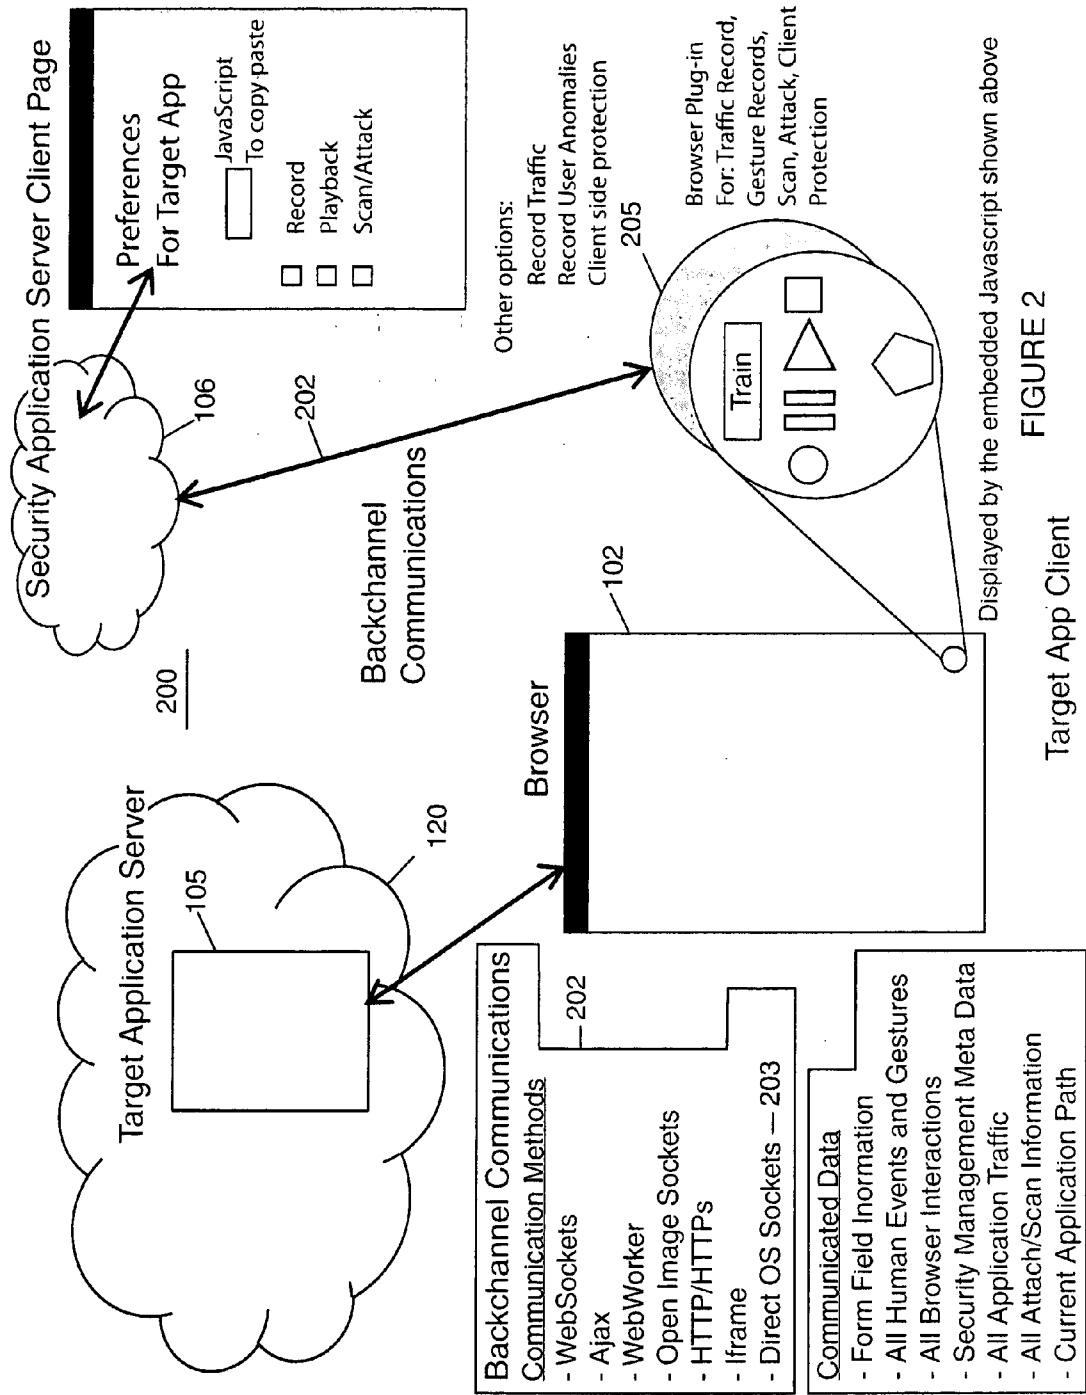 Target Application Server
105
120
200
Security Application Server Client Page
106
202
Backchannel
Communications
Preferences
For Target App
JavaScript
To copy-paste
Record
Playback
Scan/Attack
Other options:
Record Traffic
Record User Anomalies
Client side protection
205
Browser Plug-in
For: Traffic Record,
Gesture Records,
Scan, Attack, Client
Protection
Train
Browser
102
Backchannel Communications
Communication Methods
- WebSockets
- Ajax
- WebWorker
- Open Image Sockets
- HTTP/HTTPs
- Iframe
- Direct OS Sockets — 203
202
Communicated Data
- Form Field Inormation
- All Human Events and Gestures
- All Browser Interactions
- Security Management Meta Data
- All Application Traffic
- All Attach/Scan Information
- Current Application Path
Displayed by the embedded Javascript shown above
Target App Client
FIGURE 2